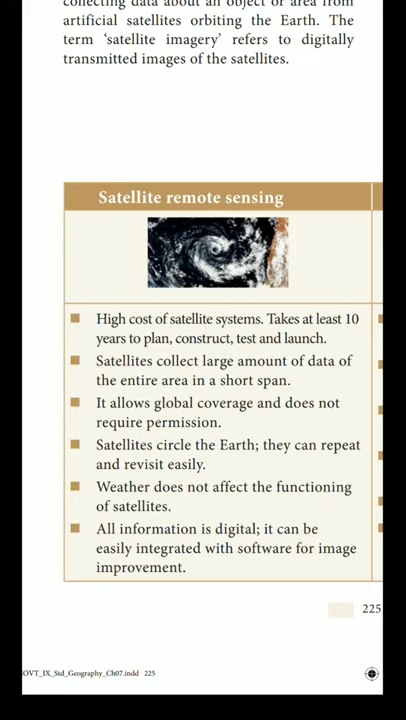 collecting data about an object or area from
artificial satellites orbiting the Earth. The
term ‘satellite imagery’ refers to digitally
transmitted images of the satellites.
Satellite remote sensing
■ High cost of satellite systems. Takes at least 10
years to plan, construct, test and launch.
■ Satellites collect large amount of data of
the entire area in a short span.
■ It allows global coverage and does not
require permission.
■ Satellites circle the Earth; they can repeat
and revisit easily.
■ Weather does not affect the functioning
of satellites.
■ All information is digital; it can be
easily integrated with software for image
improvement.
225
OVT_IX_Std_Geography_Ch07.indd 225